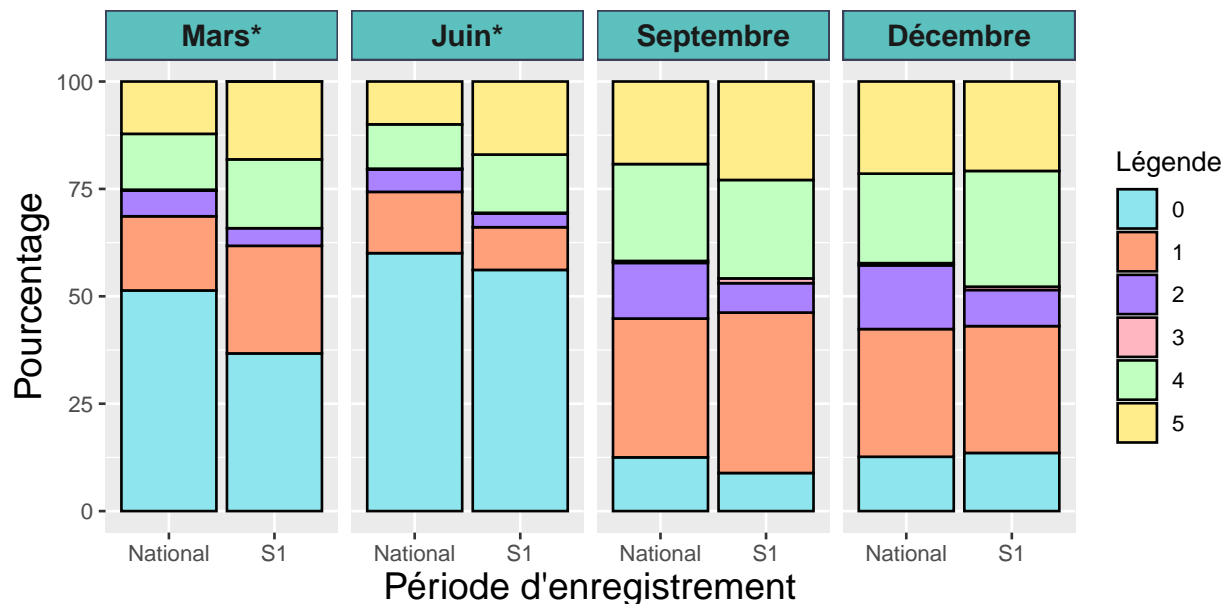 Mars* Juin* Septembre Décembre
Pourcentage
100
75
50
25
0
National S1 National S1 National S1 National S1
Période d'enregistrement
Légende
0
1
2
3
4
5